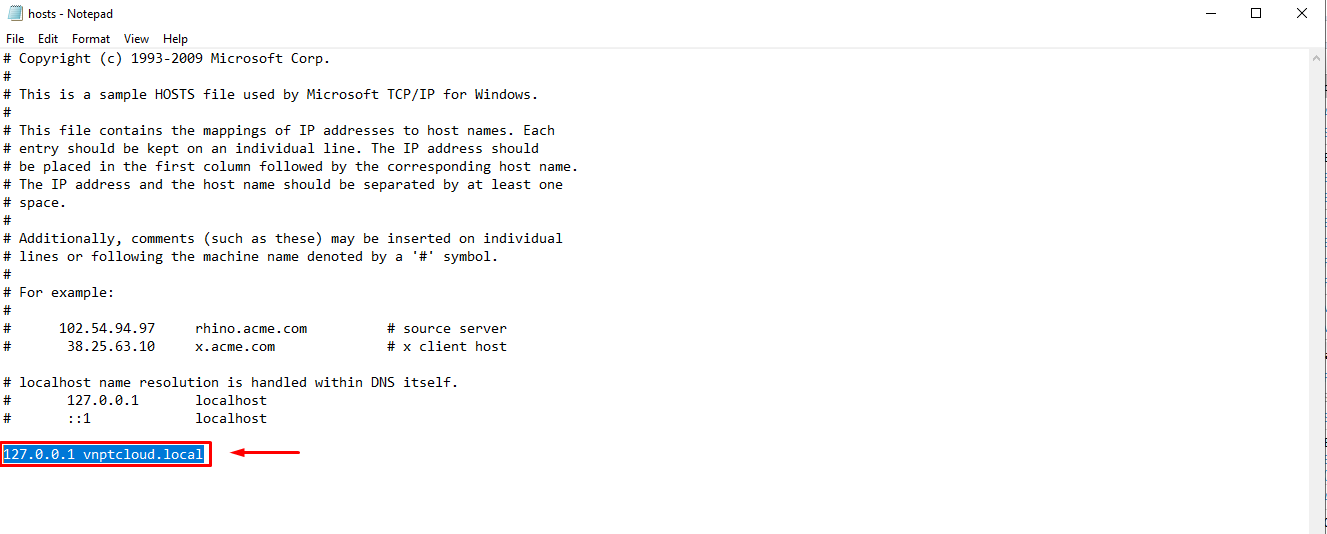 hosts - Notepad
File Edit Format View Help
# Copyright (c) 1993-2009 Microsoft Corp.
#
# This is a sample HOSTS file used by Microsoft TCP/IP for Windows.
#
# This file contains the mappings of IP addresses to host names. Each
# entry should be kept on an individual line. The IP address should
# be placed in the first column followed by the corresponding host name.
# The IP address and the host name should be separated by at least one
# space.
#
# Additionally, comments (such as these) may be inserted on individual
# lines or following the machine name denoted by a '#' symbol.
#
# For example:
#
#      102.54.94.97     rhino.acme.com          # source server
#       38.25.63.10     x.acme.com              # x client host
# localhost name resolution is handled within DNS itself.
#       127.0.0.1       localhost
#       ::1             localhost
127.0.0.1 vnptcloud.local